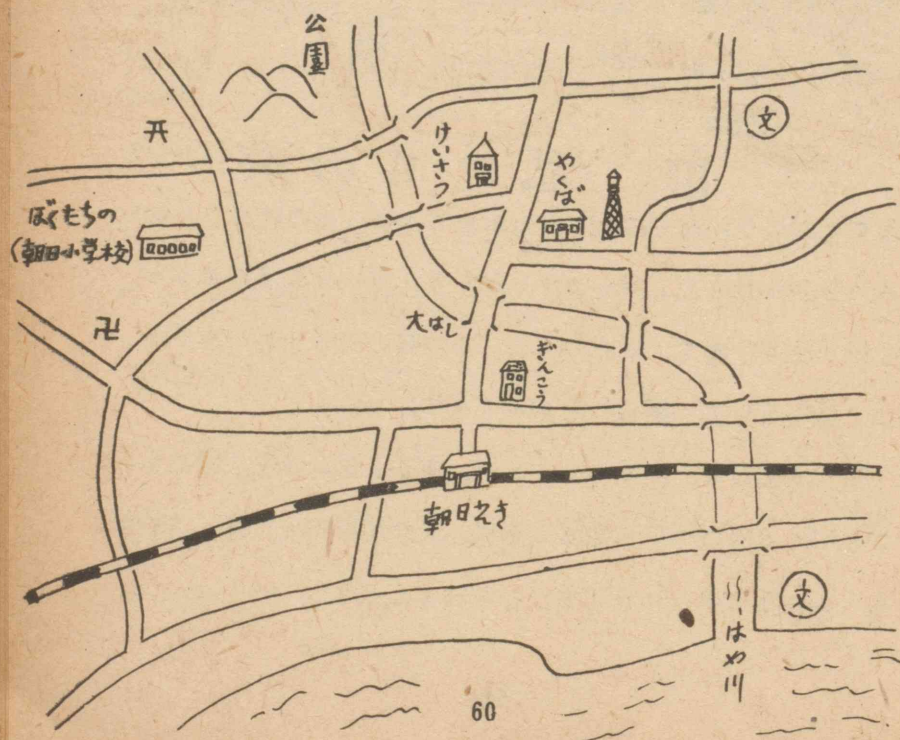 公園
文
けいさつ
やくば
ぼくたちの
(朝日小学校)
卍
大はし
ぎんこう
朝日えき
文
はや川
60